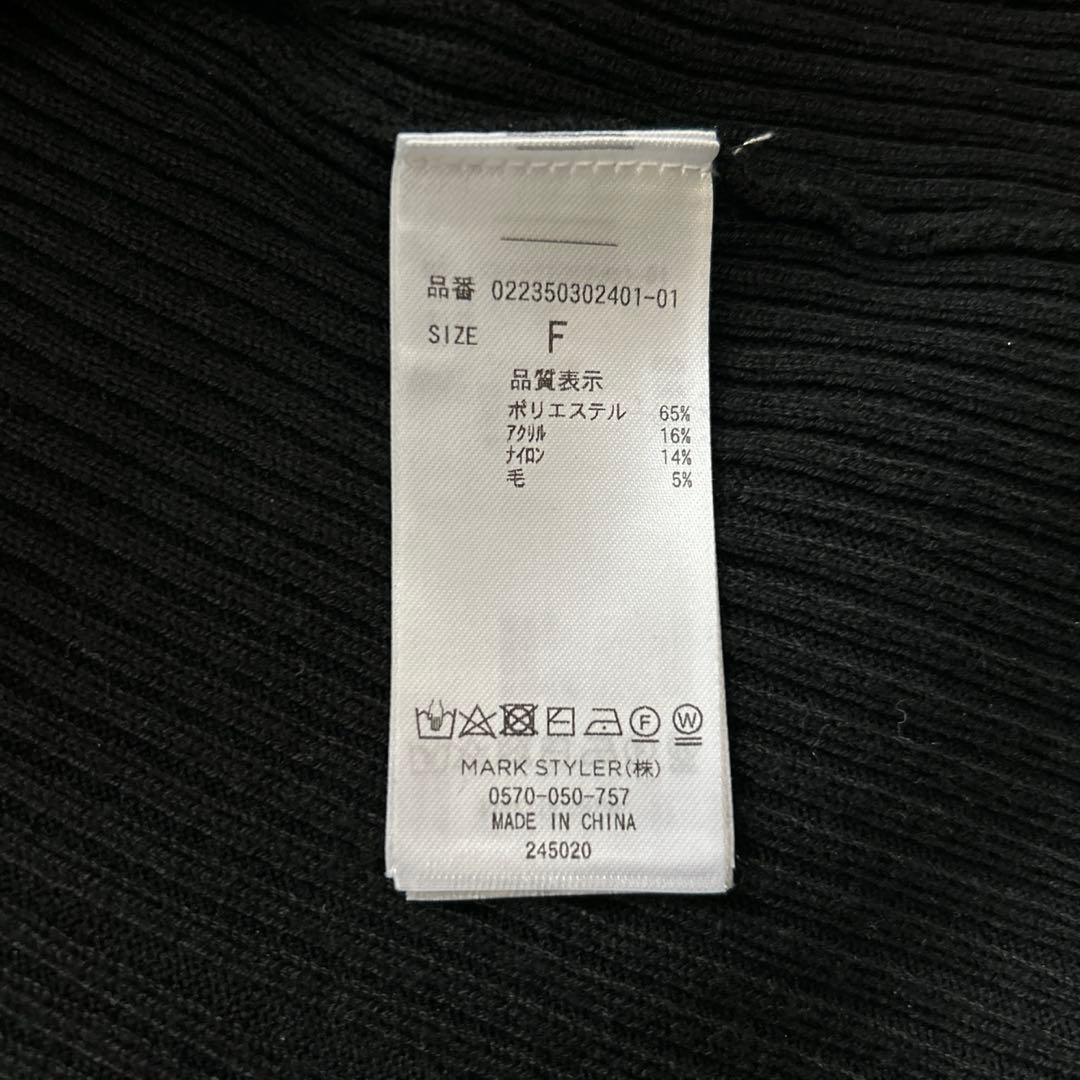 品番 022350302401-01
SIZE F
品質表示
ポリエステル 65%
アクリル 16%
ナイロン 14%
毛 5%
F W
MARK STYLER(株)
0570-050-757
MADE IN CHINA
245020